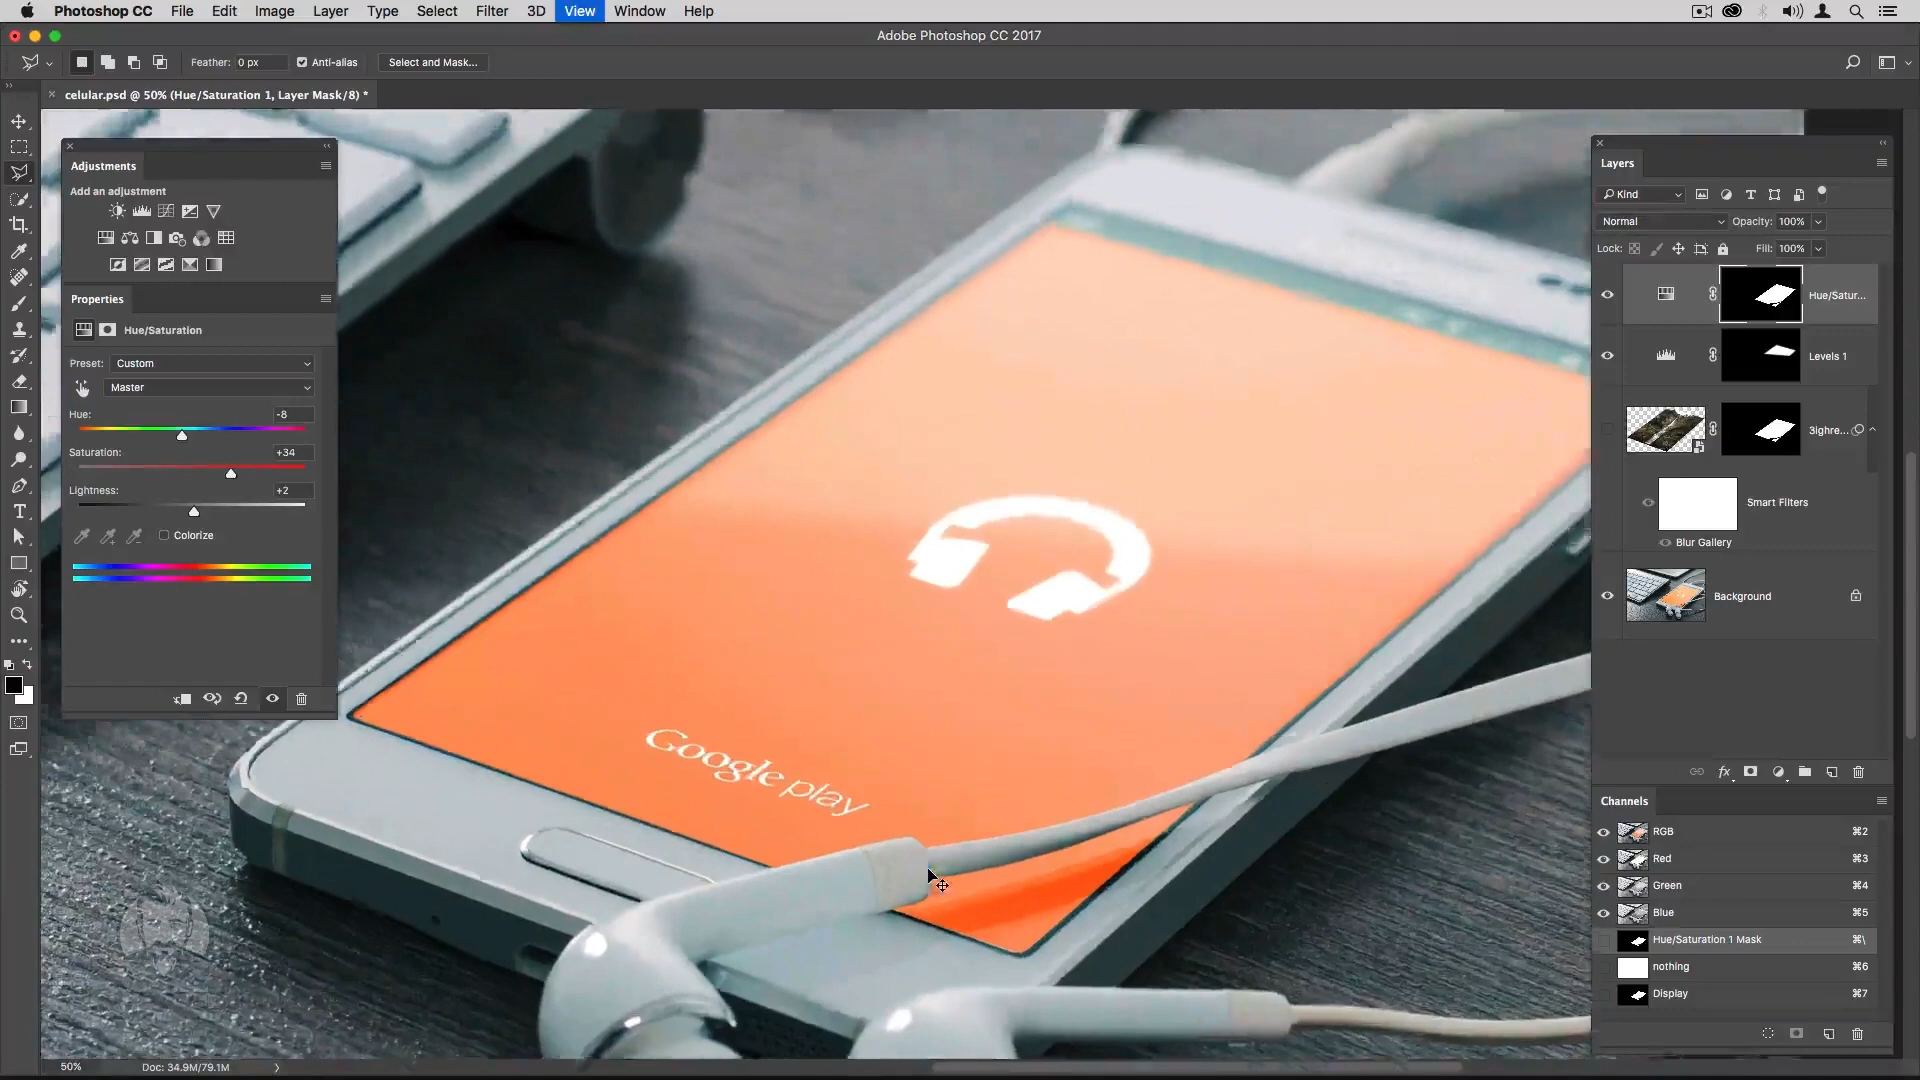 Photoshop CC File Edit Image Layer Type Select Filter 3D View Window Help
Adobe Photoshop CC 2017
Feather: 0 px Anti-alias Select and Mask...
celular.psd @ 50% (Hue/Saturation 1, Layer Mask/8) *
Adjustments
Add an adjustment
Properties
Hue/Saturation
Preset: Custom
Master
Hue: -8
Saturation: +34
Lightness: +2
Colorize
Google play
Layers
Kind
Normal Opacity: 100%
Lock: Fill: 100%
Hue/Satur...
Levels 1
3ighre...
Smart Filters
Blur Gallery
Background
fx
Channels
RGB ⌘2
Red ⌘3
Green ⌘4
Blue ⌘5
Hue/Saturation 1 Mask ⌘\
nothing ⌘6
Display ⌘7
50% Doc: 34.9M/79.1M